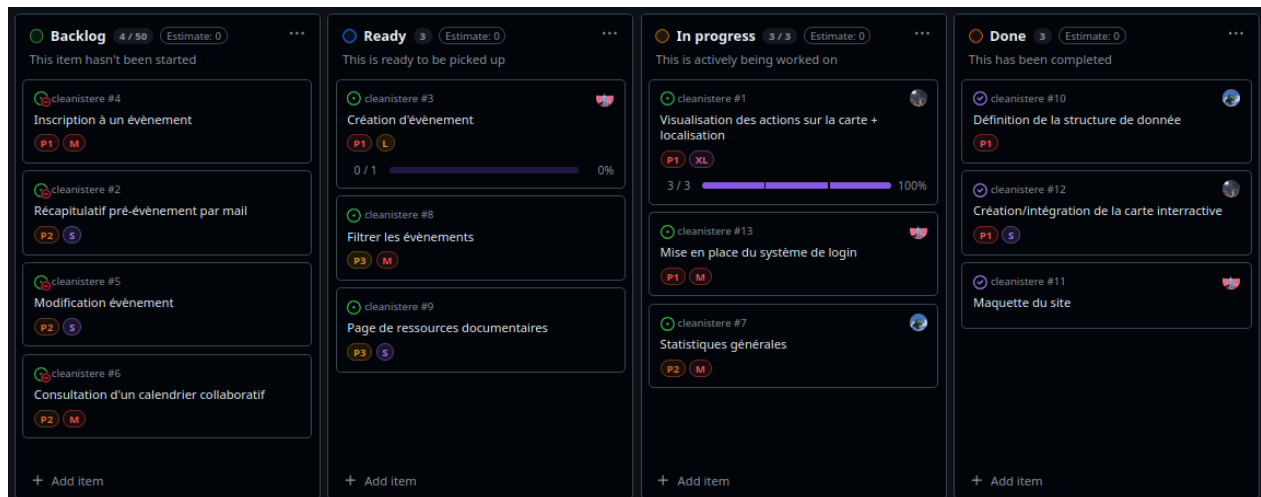 Backlog 4 / 50 Estimate: 0 ...
This item hasn't been started
cleanistere #4
Inscription à un évènement
P1 M
cleanistere #2
Récapitulatif pré-évènement par mail
P2 S
cleanistere #5
Modification évènement
P2 S
cleanistere #6
Consultation d'un calendrier collaboratif
P2 M
+ Add item
Ready 3 Estimate: 0 ...
This is ready to be picked up
cleanistere #3
Création d'évènement
P1 L
0 / 1 0%
cleanistere #8
Filtrer les évènements
P3 M
cleanistere #9
Page de ressources documentaires
P3 S
+ Add item
In progress 3 / 3 Estimate: 0 ...
This is actively being worked on
cleanistere #1
Visualisation des actions sur la carte +
localisation
P1 XL
3 / 3 100%
cleanistere #13
Mise en place du système de login
P1 M
cleanistere #7
Statistiques générales
P2 M
+ Add item
Done 3 Estimate: 0 ...
This has been completed
cleanistere #10
Définition de la structure de donnée
P1
cleanistere #12
Création/intégration de la carte interractive
P1 S
cleanistere #11
Maquette du site
+ Add item